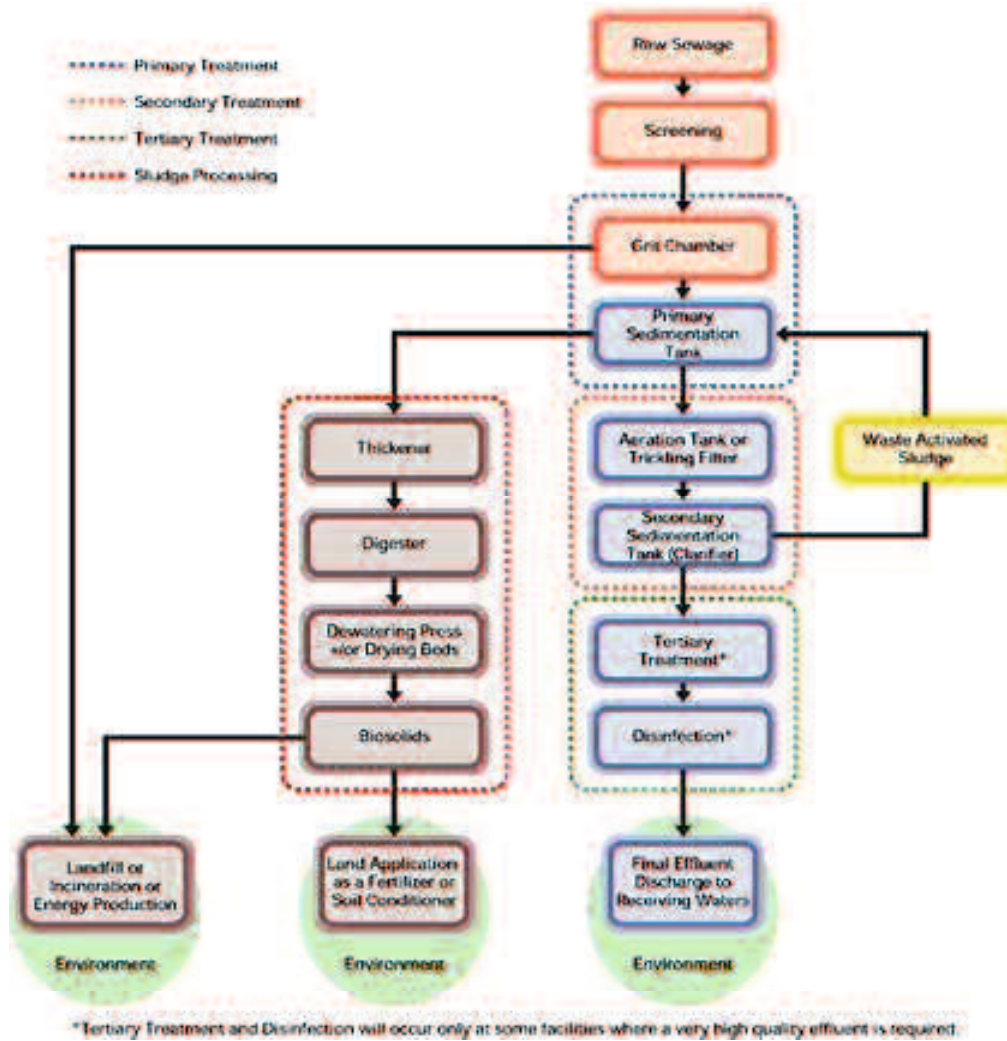 Raw Sewage
Primary Treatment
Secondary Treatment
Tertiary Treatment
Sludge Processing
Screening
Grit Chamber
Primary
Sedimentation
Tank
Thickener
Digester
Dewatering Press
Drying Beds
Biosolids
Aeration Tank or
Trickling Filter
Secondary
Sedimentation
Tank (Clarifier)
Waste Activated
Sludge
Tertiary
Treatment*
Disinfection*
Landfill or
Incineration or
Energy Production
Environment
Land Application
as a Fertilizer or
Soil Conditioner
Environment
Final Effluent
Discharge to
Receiving Waters
Environment
*Tertiary Treatment and Disinfection will occur only at some facilities where a very high quality effluent is required.